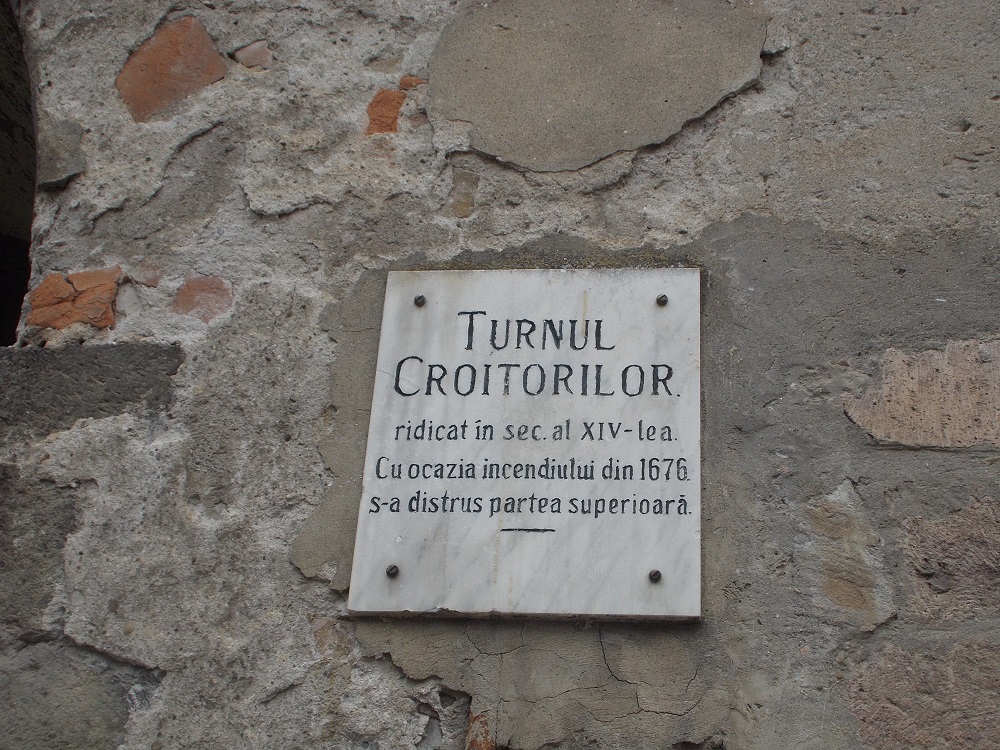 TURNUL
CROITORILOR.
ridicat în sec. al XIV-lea.
Cu ocazia incendiului din 1676.
s-a distrus partea superioară.